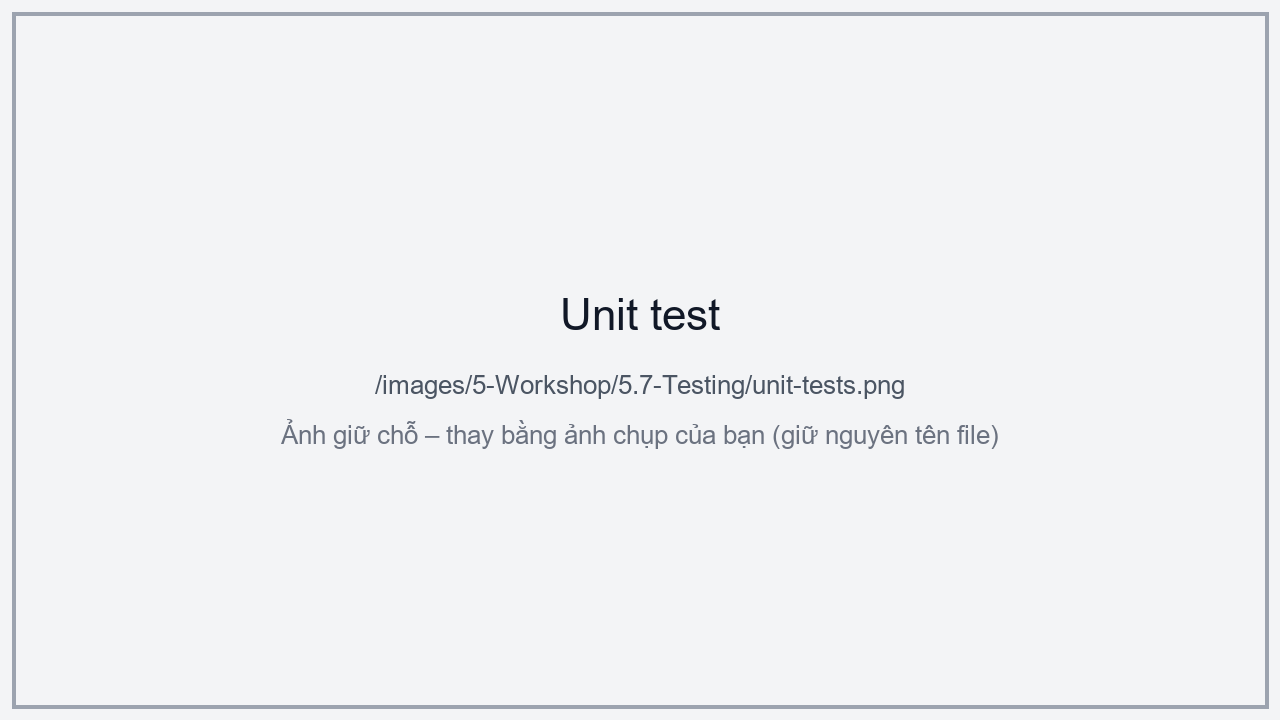 Unit test
/images/5-Workshop/5.7-Testing/unit-tests.png
Ảnh giữ chỗ – thay bằng ảnh chụp của bạn (giữ nguyên tên file)